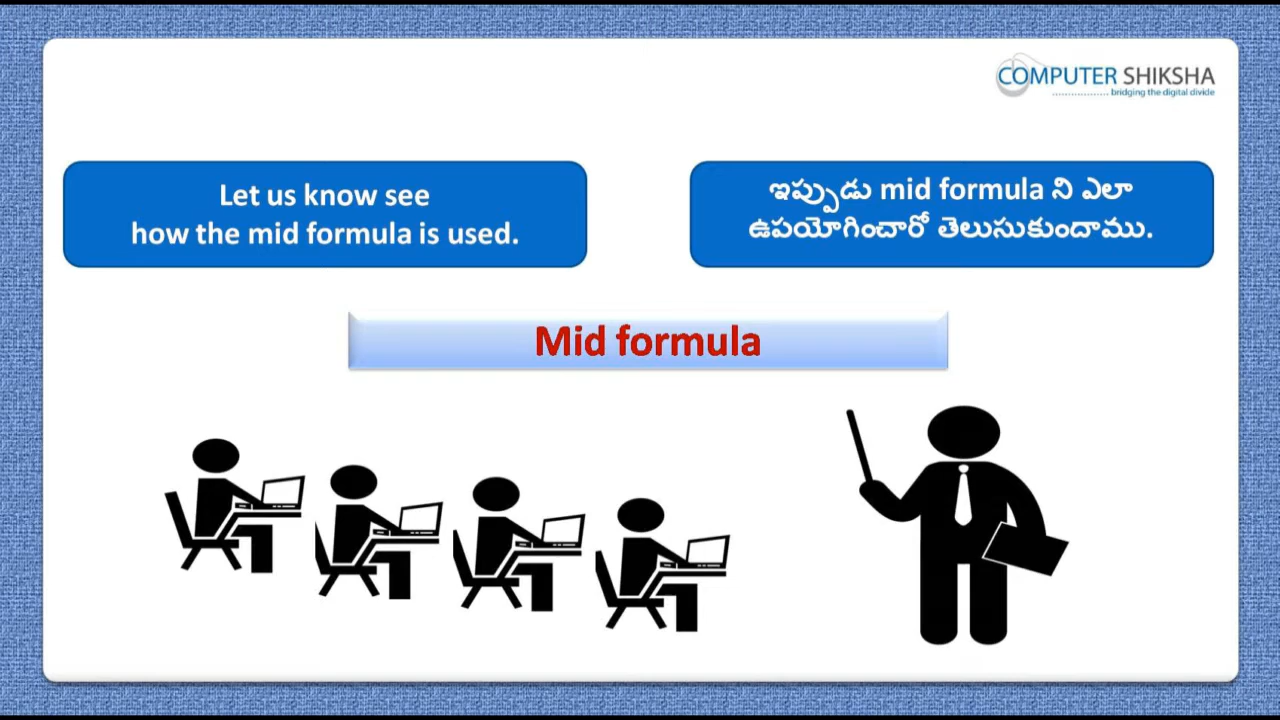 COMPUTER SHIKSHA
bridging the digital divide
Let us know see
how the mid formula is used.
ఇప్పుడు mid formula ని ఎలా
ఉపయోగించారో తెలుసుకుందాము.
Mid formula